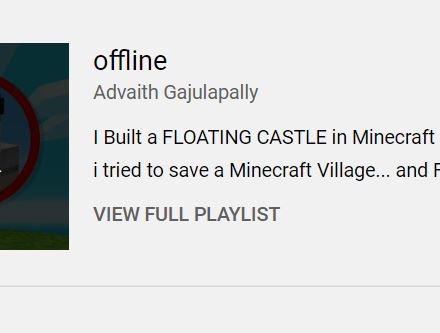 offline
Advaith Gajulapally
I Built a FLOATING CASTLE in Minecraft
i tried to save a Minecraft Village... and
VIEW FULL PLAYLIST